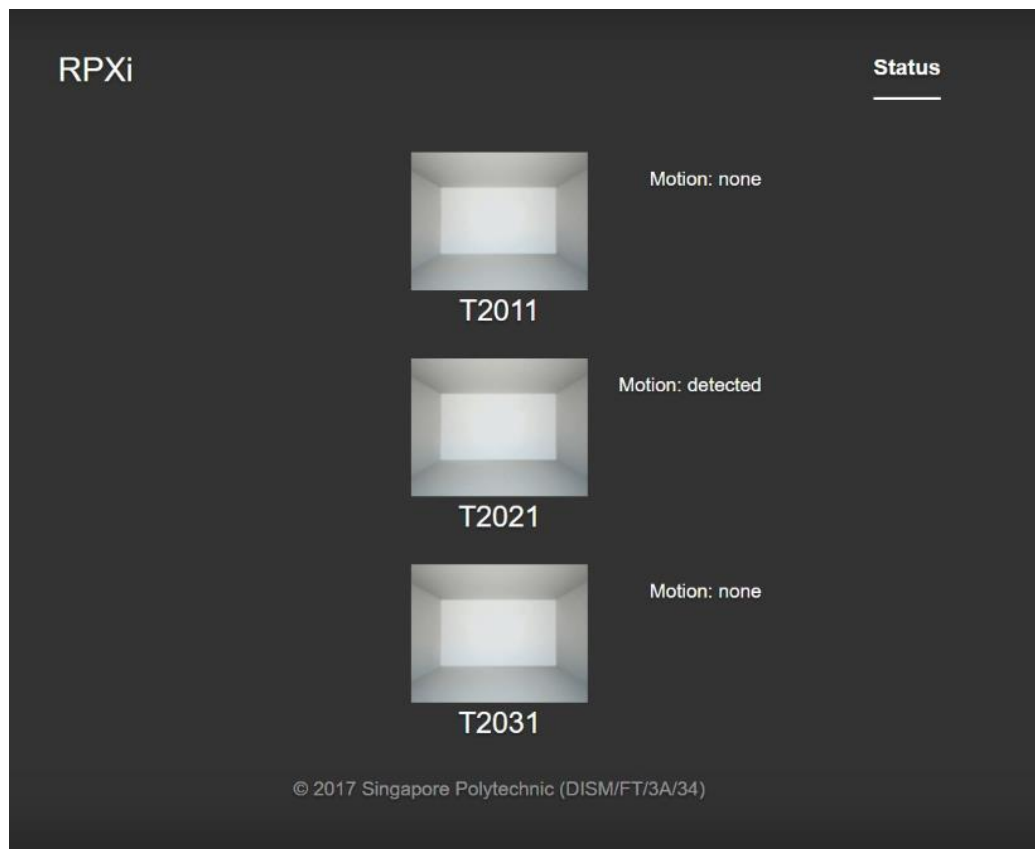 RPXi
Status
Motion: none
T2011
Motion: detected
T2021
Motion: none
T2031
© 2017 Singapore Polytechnic (DISM/FT/3A/34)